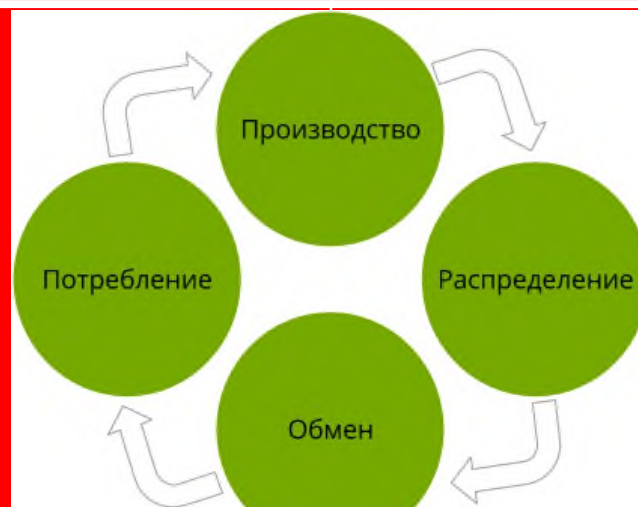 Производство
Потребление
Распределение
Обмен